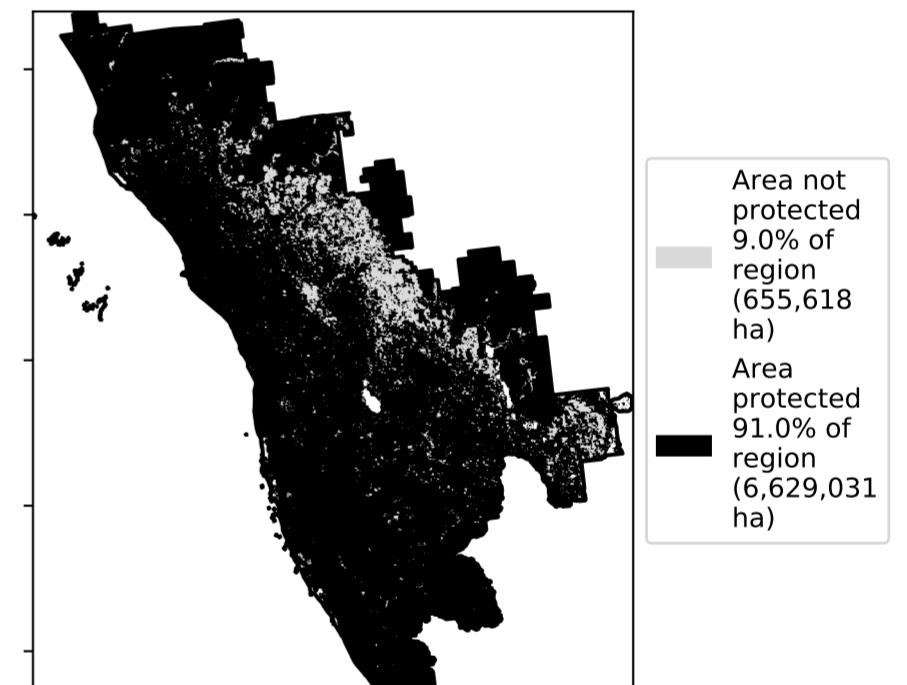 Area not
protected
9.0% of
region
(655,618
ha)
Area
protected
91.0% of
region
(6,629,031
ha)